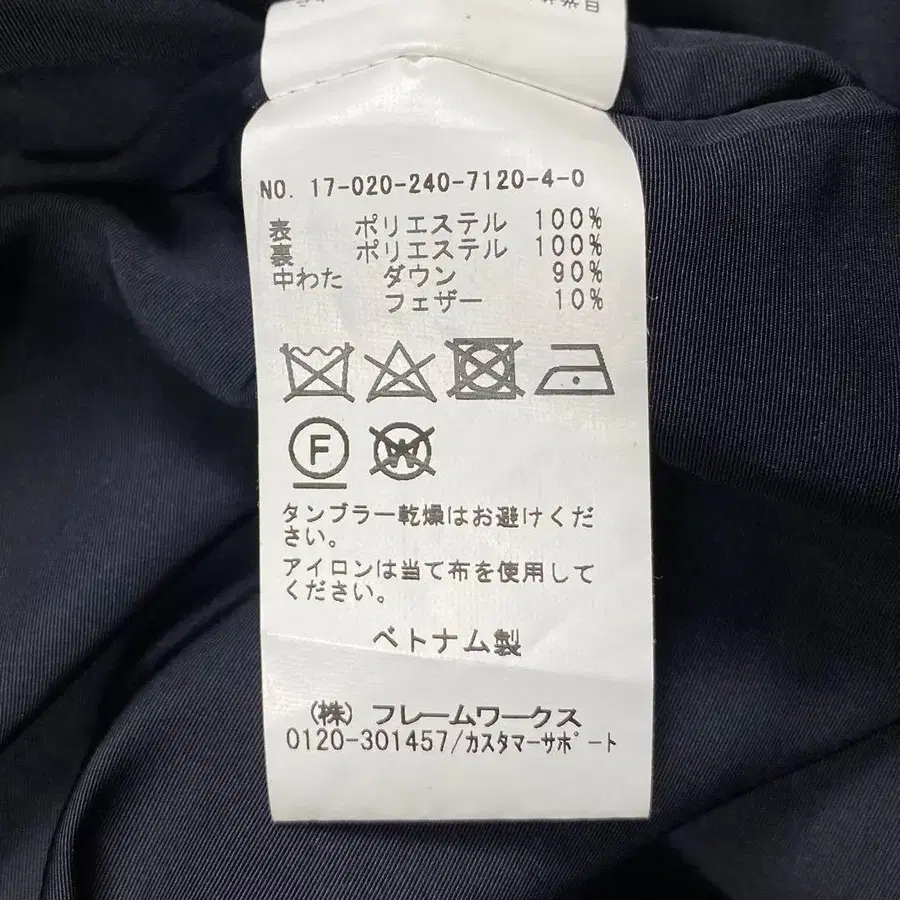 NO. 17-020-240-7120-4-0
表 ポリエステル 100%
裏 ポリエステル 100%
中わた ダウン 90%
フェザー 10%
F
W
タンブラー乾燥はお避けくだ
さい。
アイロンは当て布を使用して
ください。
ベトナム製
(株) フレームワークス
0120-301457/ｶｽﾀﾏｰｻﾎﾟｰﾄ